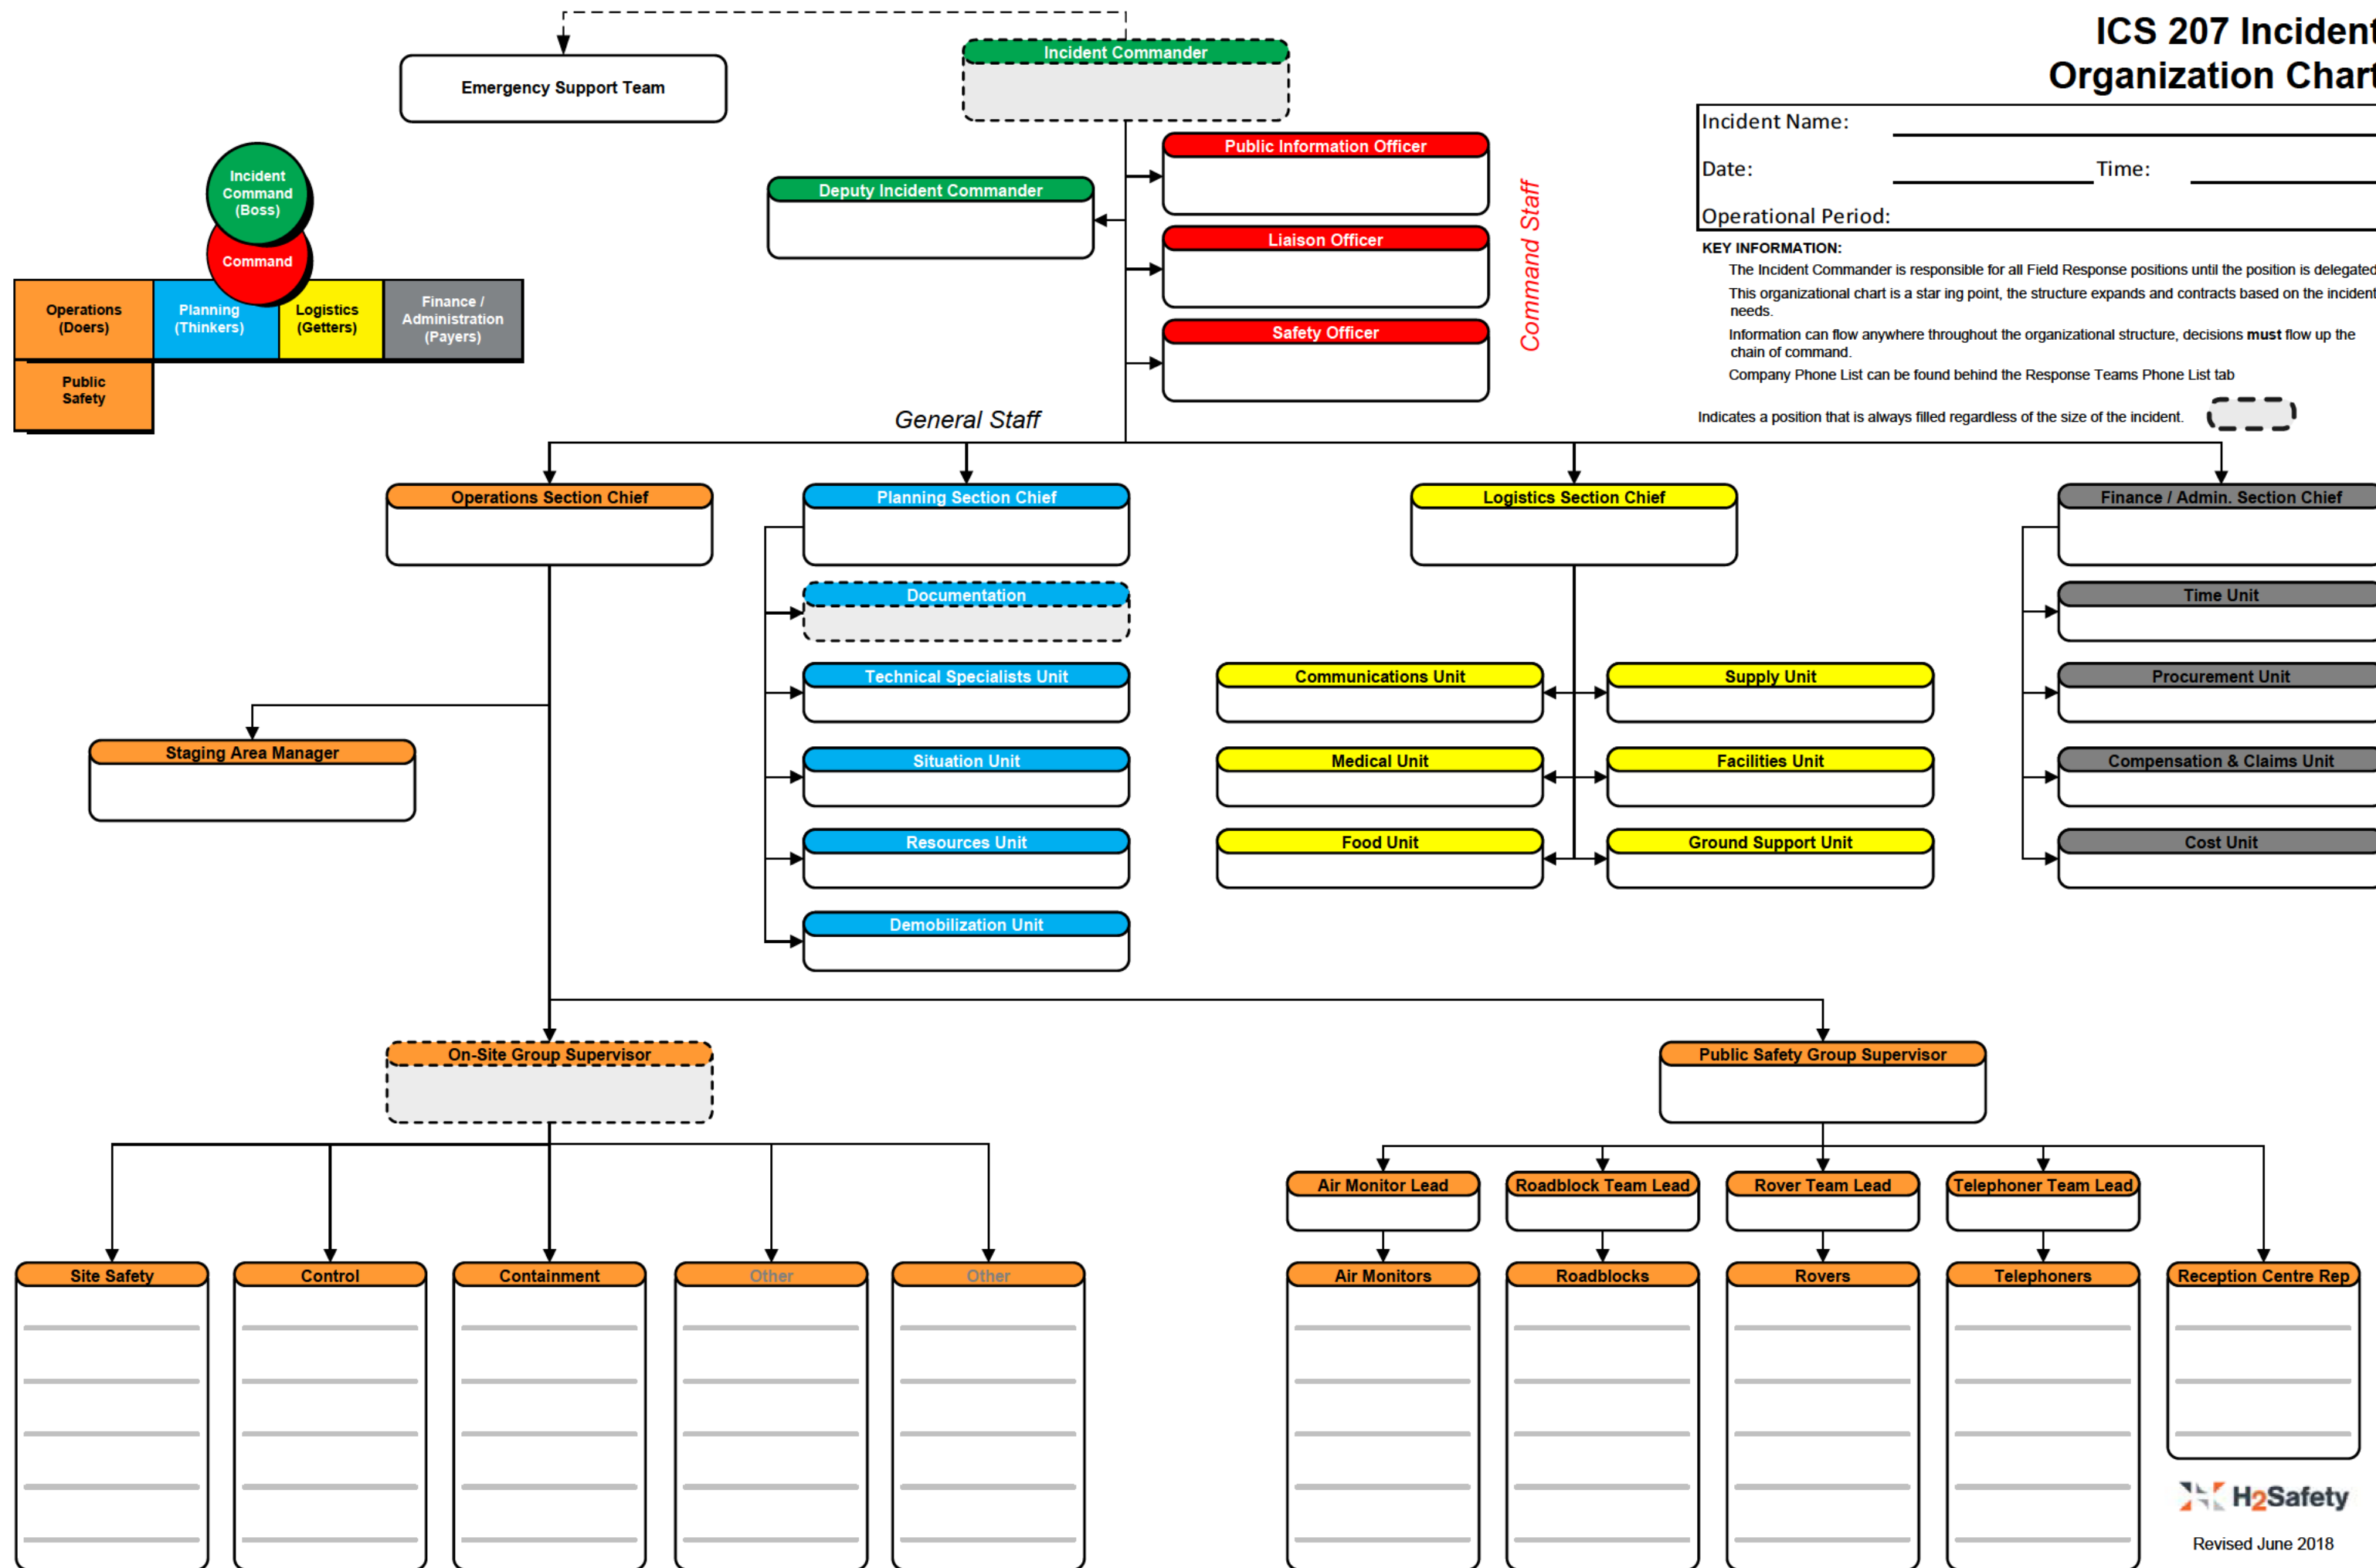 ICS 207 Incident
Organization Chart
Incident Commander
Emergency Support Team
Incident Name:
Date:
Time:
Operational Period:
KEY INFORMATION:
The Incident Commander is responsible for all Field Response positions until the position is delegated
This organizational chart is a star ing point, the structure expands and contracts based on the incident
needs.
Information can flow anywhere throughout the organizational structure, decisions must flow up the
chain of command.
Company Phone List can be found behind the Response Teams Phone List tab
Indicates a position that is always filled regardless of the size of the incident.
Incident
Command
(Boss)
Command
Operations
(Doers)
Planning
(Thinkers)
Logistics
(Getters)
Finance /
Administration
(Payers)
Public
Safety
Deputy Incident Commander
Public Information Officer
Liaison Officer
Safety Officer
Command Staff
General Staff
Operations Section Chief
Planning Section Chief
Logistics Section Chief
Finance / Admin. Section Chief
Documentation
Technical Specialists Unit
Situation Unit
Resources Unit
Demobilization Unit
Communications Unit
Supply Unit
Medical Unit
Facilities Unit
Food Unit
Ground Support Unit
Time Unit
Procurement Unit
Compensation & Claims Unit
Cost Unit
Staging Area Manager
On-Site Group Supervisor
Public Safety Group Supervisor
Site Safety
Control
Containment
Other
Other
Air Monitor Lead
Roadblock Team Lead
Rover Team Lead
Telephoner Team Lead
Air Monitors
Roadblocks
Rovers
Telephoners
Reception Centre Rep
H2Safety
Revised June 2018